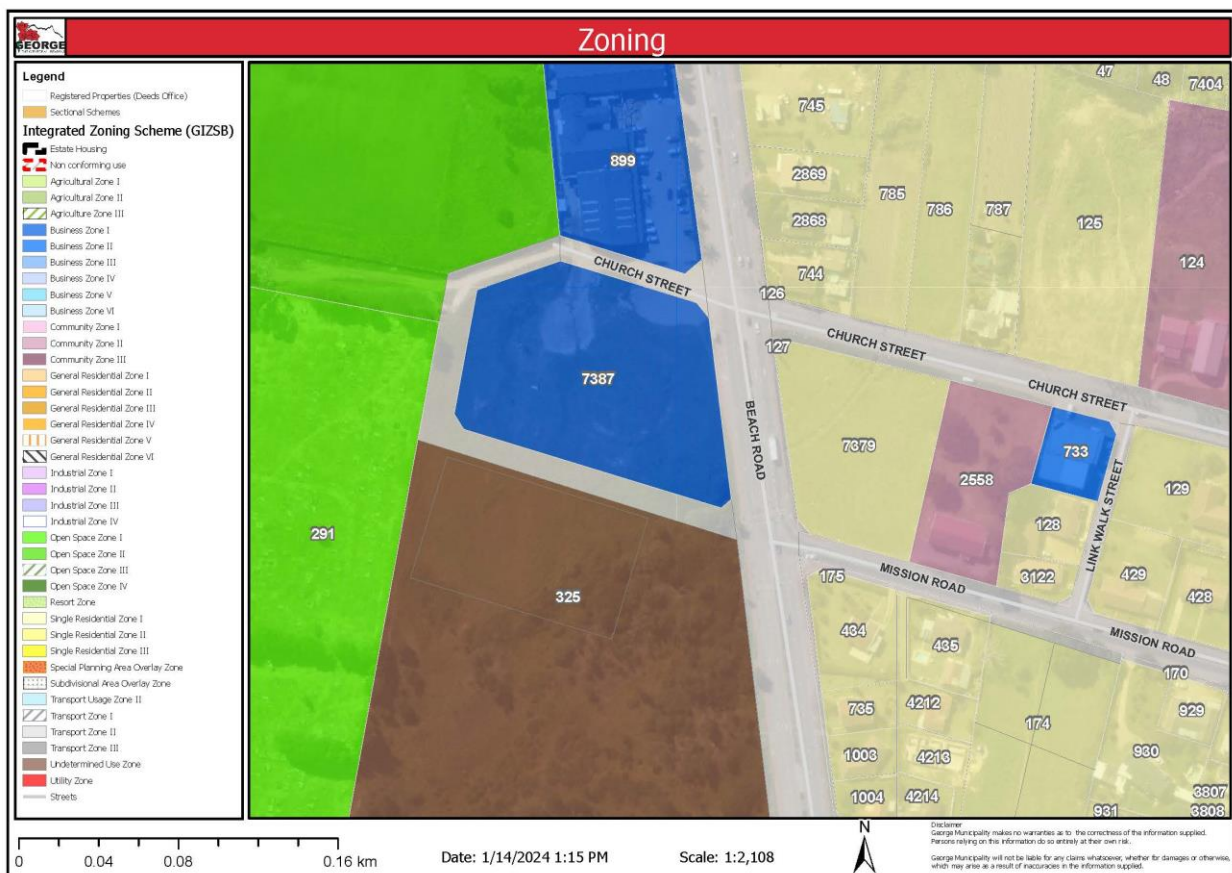 GEORGE
Zoning
Legend
Registered Properties (Deeds Office)
Sectional Schemes
Integrated Zoning Scheme (GIZSB)
Estate Housing
Non conforming use
Agricultural Zone I
Agricultural Zone II
Agriculture Zone III
Business Zone I
Business Zone II
Business Zone III
Business Zone IV
Business Zone V
Business Zone VI
Community Zone I
Community Zone II
Community Zone III
General Residential Zone I
General Residential Zone II
General Residential Zone III
General Residential Zone IV
General Residential Zone V
General Residential Zone VI
Industrial Zone I
Industrial Zone II
Industrial Zone III
Industrial Zone IV
Open Space Zone I
Open Space Zone II
Open Space Zone III
Open Space Zone IV
Resort Zone
Single Residential Zone I
Single Residential Zone II
Single Residential Zone III
Special Planning Area Overlay Zone
Subdivisional Area Overlay Zone
Transport Usage Zone II
Transport Zone I
Transport Zone II
Transport Zone III
Undetermined Use Zone
Utility Zone
Streets
47
48
7404
745
899
2869
785
786
787
125
2868
124
744
CHURCH STREET
126
127
CHURCH STREET
7387
CHURCH STREET
BEACH ROAD
7379
733
2558
129
LINK WALK STREET
291
128
325
175
MISSION ROAD
3122
429
428
434
435
MISSION ROAD
170
735
4212
174
929
1003
4213
930
1004
4214
931
3807
3808
0 0.04 0.08 0.16 km
Date: 1/14/2024 1:15 PM
Scale: 1:2,108
N
Disclaimer
George Municipality makes no warranties as to the correctness of the information supplied.
Persons relying on this information do so entirely at their own risk.
George Municipality will not be liable for any claims whatsoever, whether for damages or otherwise,
which may arise as a result of inaccuracies in the information supplied.